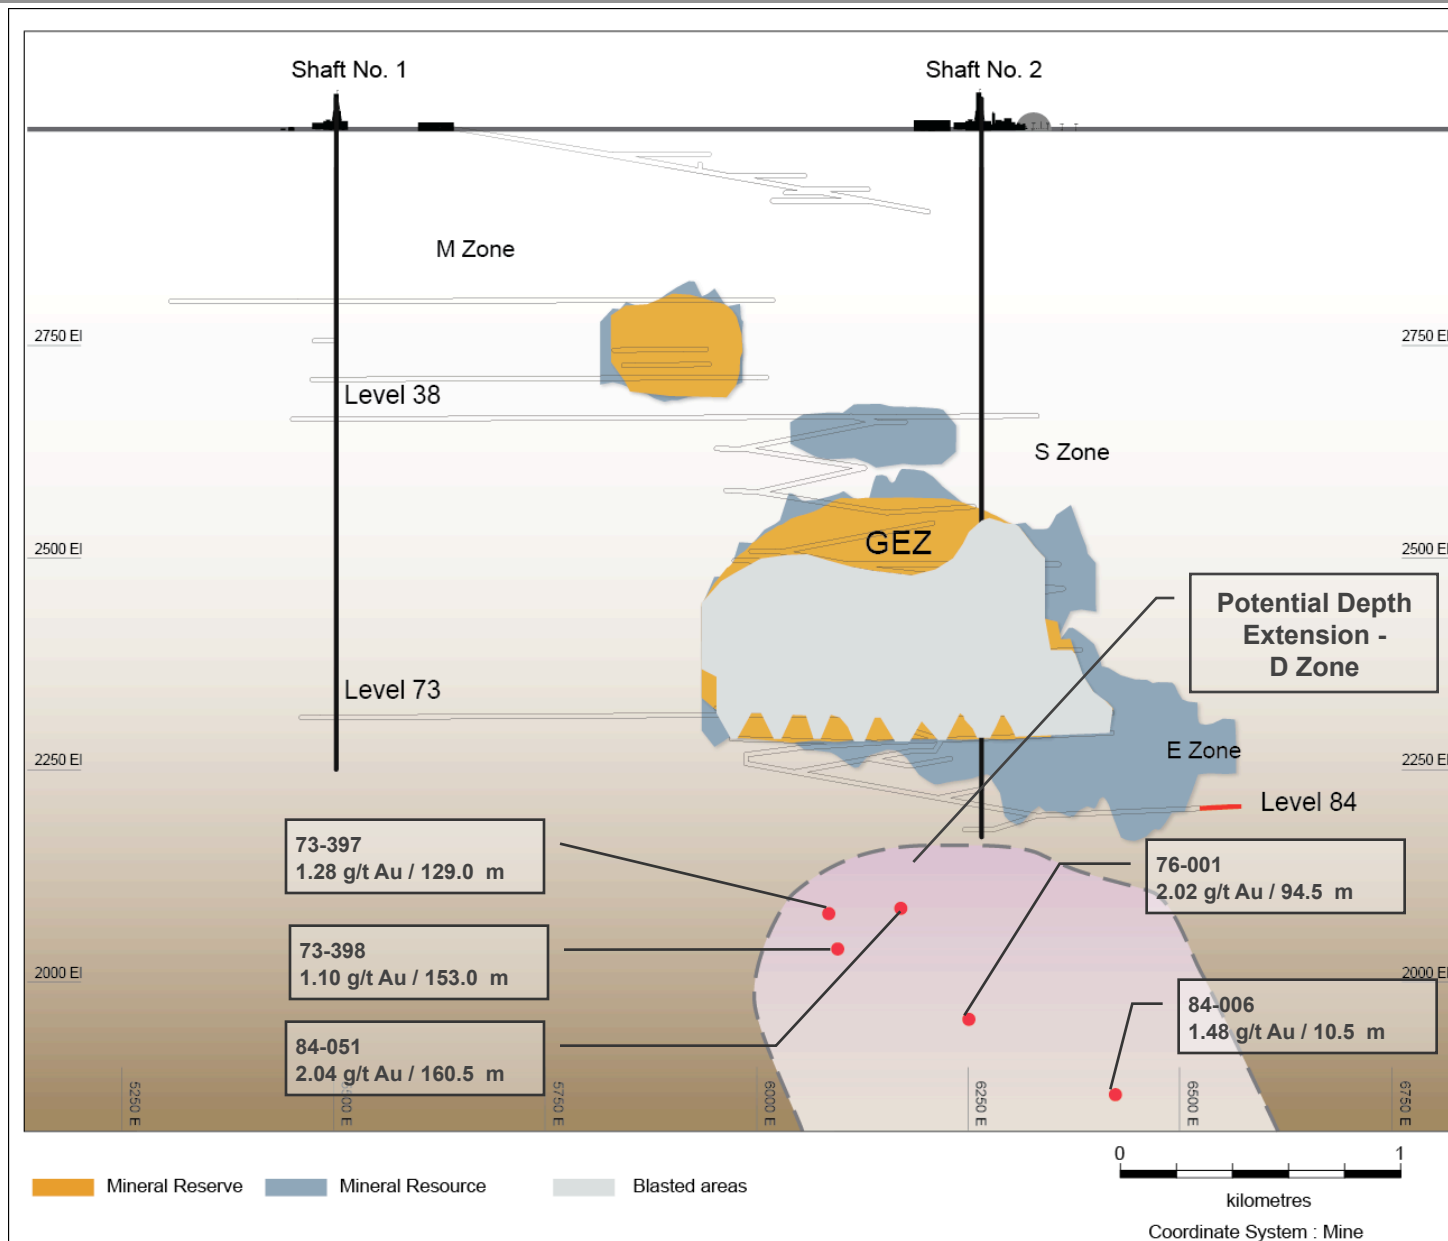 Shaft No. 1
Shaft No. 2
M Zone
2750 El
2750 El
Level 38
S Zone
GEZ
2500 El
2500 El
Potential Depth
Extension -
D Zone
Level 73
E Zone
2250 El
2250 El
Level 84
73-397
1.28 g/t Au / 129.0 m
76-001
2.02 g/t Au / 94.5 m
73-398
1.10 g/t Au / 153.0 m
2000 El
2000 El
84-006
1.48 g/t Au / 10.5 m
84-051
2.04 g/t Au / 160.5 m
5250 E
5500 E
5750 E
6000 E
6250 E
6500 E
6750 E
Mineral Reserve
Mineral Resource
Blasted areas
0 1
kilometres
Coordinate System : Mine